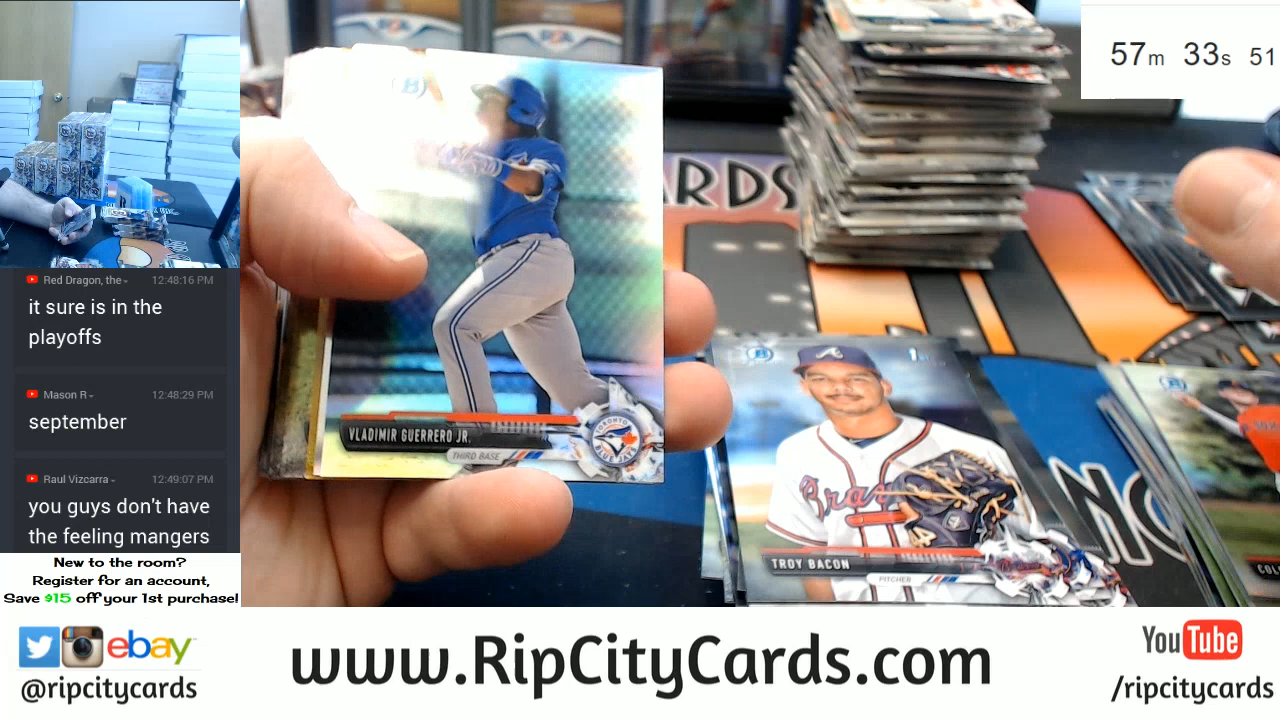 57m 33s 51
ARDS
Red Dragon, the
12:48:16 PM
it sure is in the
playoffs
Mason R
12:48:29 PM
september
Raul Vizcarra
12:49:07 PM
you guys don't have
the feeling mangers
New to the room?
Register for an account,
Save $15 off your 1st purchase!
B
VLADIMIR GUERRERO JR.
THIRD BASE
TORONTO
B
A
1st
Braves
TROY BACON
PITCHER
ebay
@ripcitycards
www.RipCityCards.com
YouTube
/ripcitycards